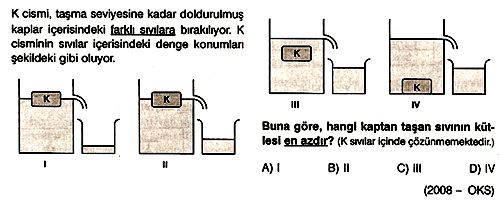 K cismi, taşma seviyesine kadar doldurulmuş
kaplar içerisindeki farklı sıvılara bırakılıyor. K
cisminin sıvılar içerisindeki denge konumları
şekildeki gibi oluyor.
K
I
K
II
K
III
K
IV
Buna göre, hangi kaptan taşan sıvının küt-
lesi en azdır? (K sıvılar içinde çözünmemektedir.)
A) I B) II C) III D) IV
(2008 – OKS)